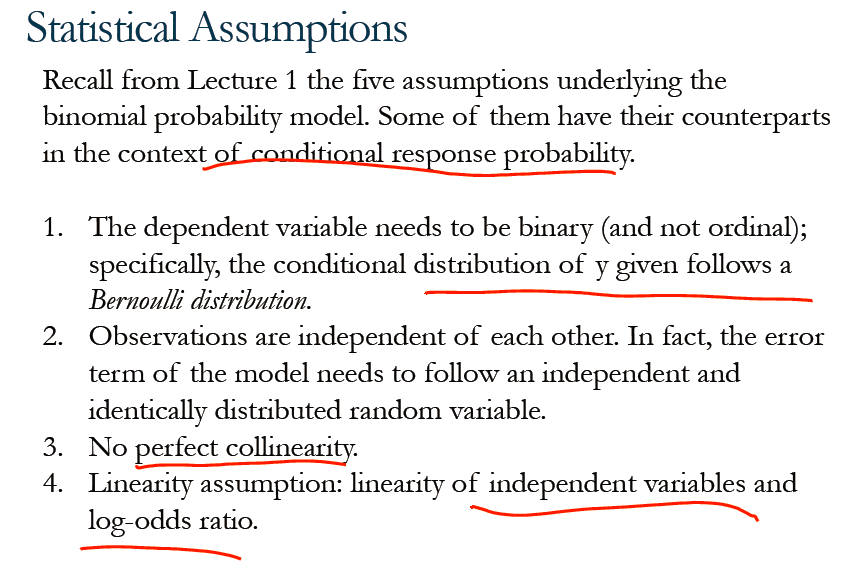 Statistical Assumptions
Recall from Lecture 1 the five assumptions underlying the
binomial probability model. Some of them have their counterparts
in the context of conditional response probability.
1. The dependent variable needs to be binary (and not ordinal);
specifically, the conditional distribution of y given follows a
Bernoulli distribution.
2. Observations are independent of each other. In fact, the error
term of the model needs to follow an independent and
identically distributed random variable.
3. No perfect collinearity.
4. Linearity assumption: linearity of independent variables and
log-odds ratio.